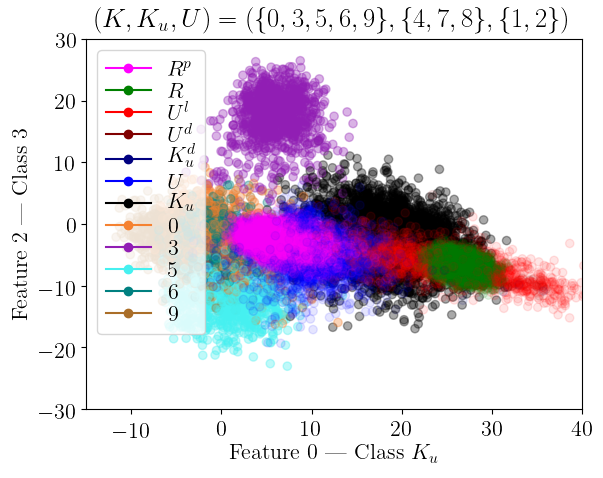 (K, K_u, U) = ({0, 3, 5, 6, 9}, {4, 7, 8}, {1, 2})
30
20
10
0
−10
−20
−30
Feature 2 — Class 3
R^p
R
U^l
U^d
K_u^d
U
K_u
0
3
5
6
9
−10 0 10 20 30 40
Feature 0 — Class K_u